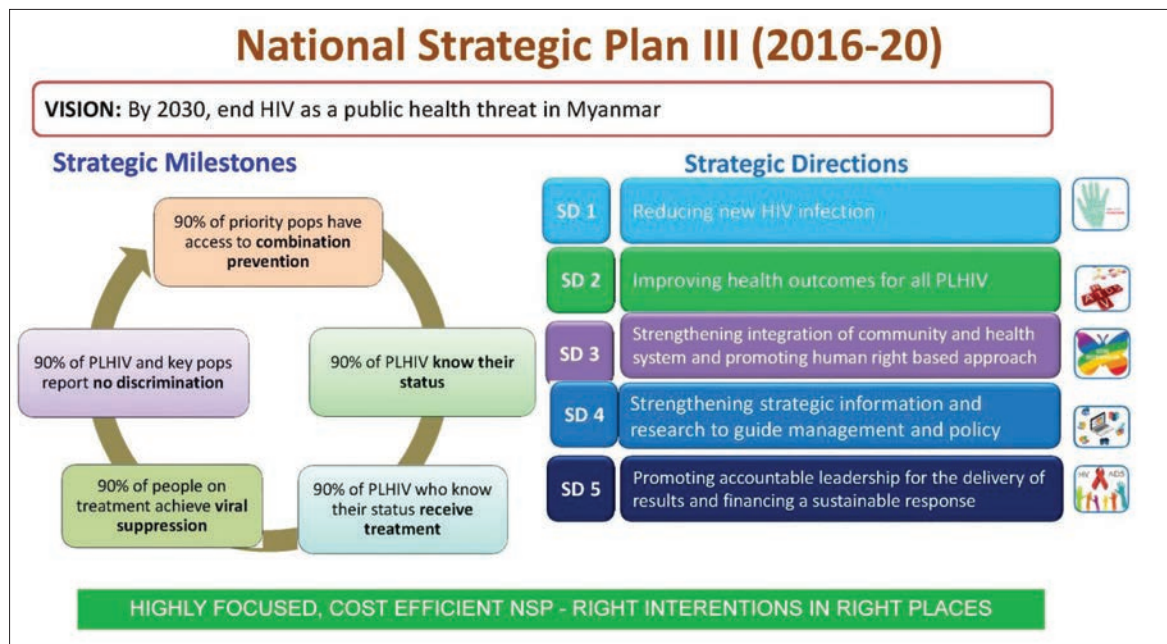 National Strategic Plan III (2016-20)
VISION: By 2030, end HIV as a public health threat in Myanmar
Strategic Milestones
90% of priority pops have
access to combination
prevention
90% of PLHIV know their
status
90% of PLHIV who know
their status receive
treatment
90% of people on
treatment achieve viral
suppression
90% of PLHIV and key pops
report no discrimination
Strategic Directions
SD 1
Reducing new HIV infection
SD 2
Improving health outcomes for all PLHIV
SD 3
Strengthening integration of community and health
system and promoting human right based approach
SD 4
Strengthening strategic information and
research to guide management and policy
SD 5
Promoting accountable leadership for the delivery of
results and financing a sustainable response
HIV AIDS
HIGHLY FOCUSED, COST EFFICIENT NSP - RIGHT INTERENTIONS IN RIGHT PLACES